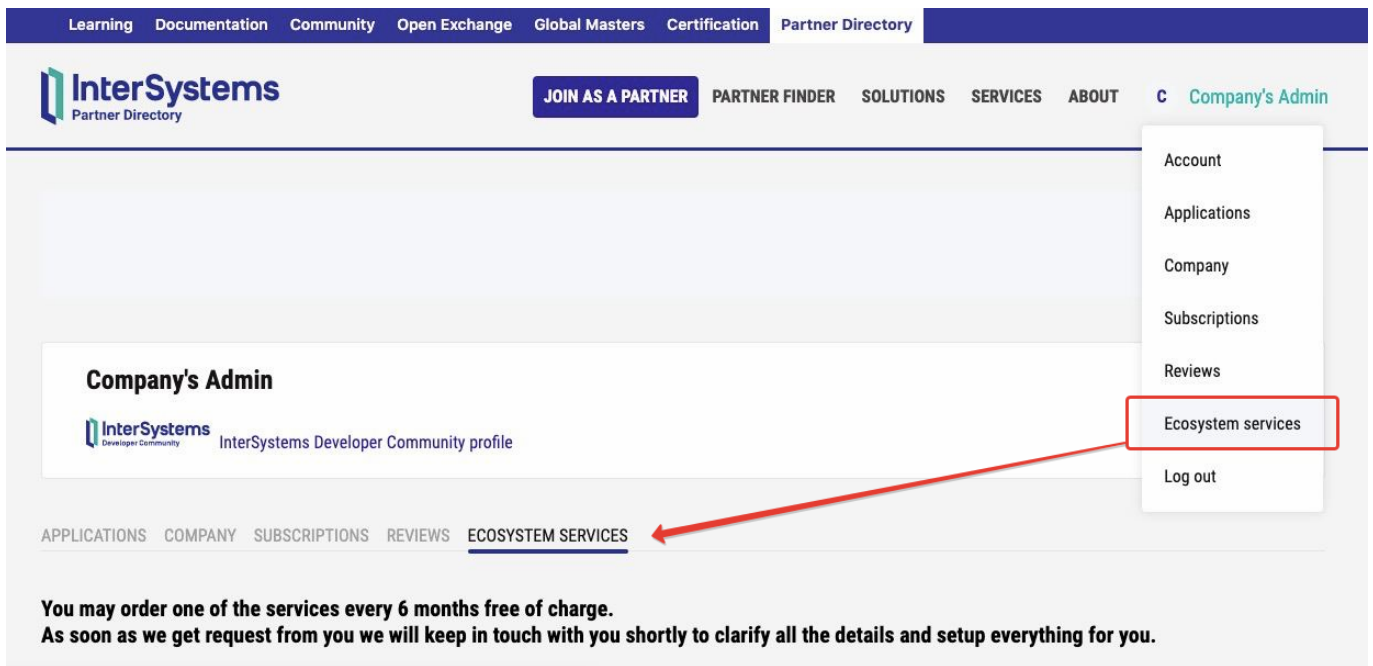 Learning Documentation Community Open Exchange Global Masters Certification Partner Directory
InterSystems
Partner Directory
JOIN AS A PARTNER PARTNER FINDER SOLUTIONS SERVICES ABOUT C Company's Admin
Account
Applications
Company
Subscriptions
Reviews
Ecosystem services
Log out
Company's Admin
InterSystems
Developer Community
InterSystems Developer Community profile
APPLICATIONS COMPANY SUBSCRIPTIONS REVIEWS ECOSYSTEM SERVICES
You may order one of the services every 6 months free of charge.
As soon as we get request from you we will keep in touch with you shortly to clarify all the details and setup everything for you.